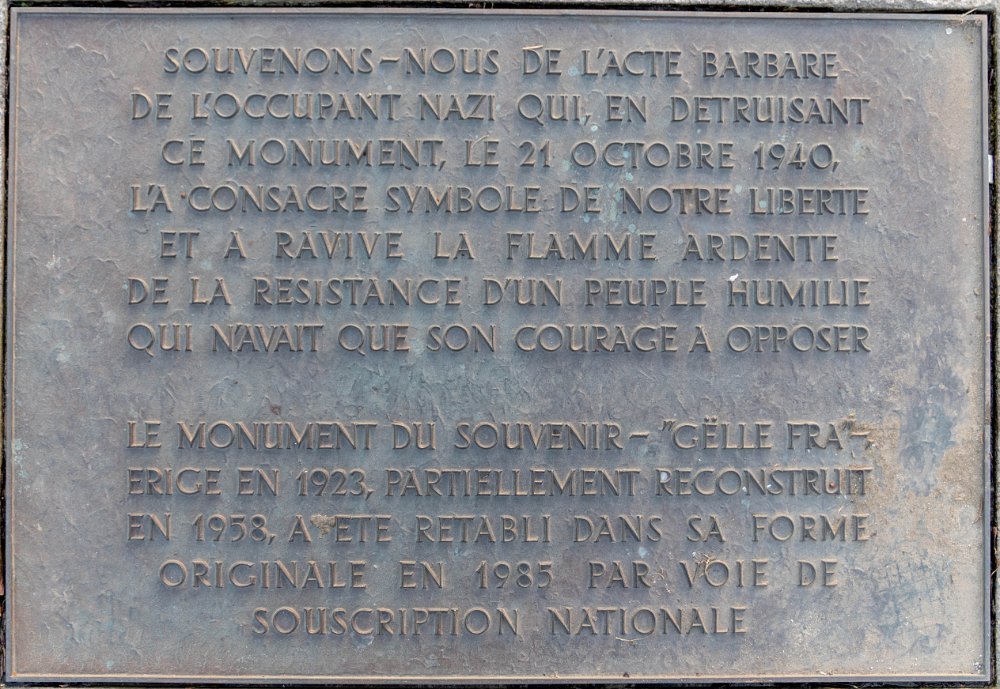 SOUVENONS-NOUS DE L'ACTE BARBARE
DE L'OCCUPANT NAZI QUI, EN DETRUISANT
CE MONUMENT, LE 21 OCTOBRE 1940,
L'A CONSACRE SYMBOLE DE NOTRE LIBERTE
ET A RAVIVE LA FLAMME ARDENTE
DE LA RESISTANCE D'UN PEUPLE HUMILIE
QUI N'AVAIT QUE SON COURAGE A OPPOSER
LE MONUMENT DU SOUVENIR-"GËLLE FRA"-
ERIGE EN 1923, PARTIELLEMENT RECONSTRUIT
EN 1958, A ETE RETABLI DANS SA FORME
ORIGINALE EN 1985 PAR VOIE DE
SOUSCRIPTION NATIONALE